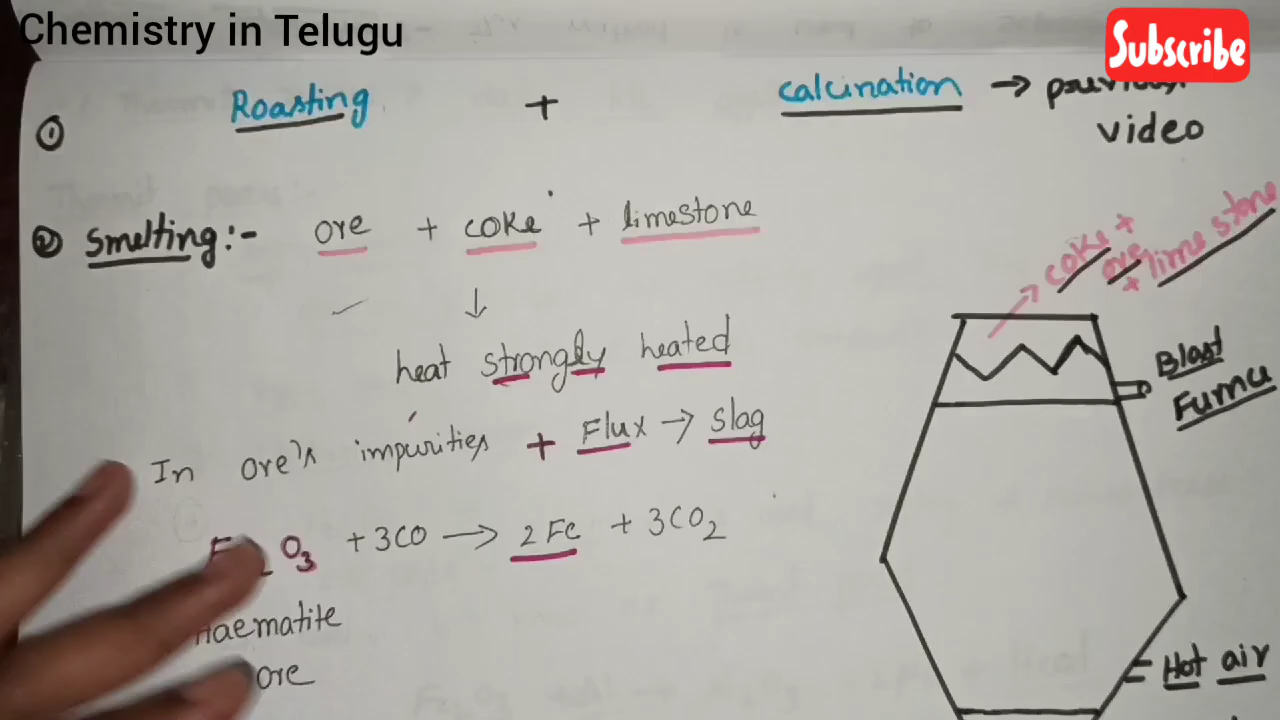 Chemistry in Telugu
Subscribe
① Roasting + calcination → previous
video
② Smelting:- ore + coke + limestone
↓
heat strongly heated
In ore's impurities + Flux → slag
O3 + 3CO → 2Fe + 3CO2
Haematite
ore
coke +
ore +
lime stone
Blast
Hot air